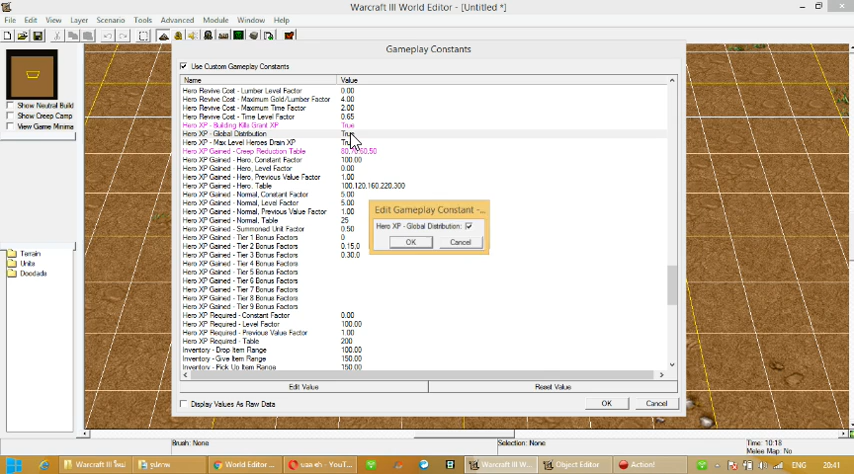 Warcraft III World Editor - [Untitled *]
File Edit View Layer Scenario Tools Advanced Module Window Help
Gameplay Constants
Use Custom Gameplay Constants
Name Value
Hero Revive Cost - Lumber Level Factor 0.00
Hero Revive Cost - Maximum Gold/Lumber Factor 4.00
Hero Revive Cost - Maximum Time Factor 2.00
Hero Revive Cost - Time Level Factor 0.65
Hero XP - Building Kills Grant XP True
Hero XP - Global Distribution True
Hero XP - Max Level Heroes Drain XP
Hero XP Gained - Creep Reduction Table
Hero XP Gained - Hero, Constant Factor 100.00
Hero XP Gained - Hero, Level Factor 0.00
Hero XP Gained - Hero, Previous Value Factor 1.00
Hero XP Gained - Hero, Table 100,120,160,220,300
Hero XP Gained - Normal, Constant Factor 5.00
Hero XP Gained - Normal, Level Factor 5.00
Hero XP Gained - Normal, Previous Value Factor 1.00
Hero XP Gained - Normal, Table 25
Hero XP Gained - Summoned Unit Factor 0.50
Hero XP Gained - Tier 1 Bonus Factors 0
Hero XP Gained - Tier 2 Bonus Factors 0.15,0
Hero XP Gained - Tier 3 Bonus Factors 0.30,0
Hero XP Gained - Tier 4 Bonus Factors
Hero XP Gained - Tier 5 Bonus Factors
Hero XP Gained - Tier 6 Bonus Factors
Hero XP Gained - Tier 7 Bonus Factors
Hero XP Gained - Tier 8 Bonus Factors
Hero XP Gained - Tier 9 Bonus Factors
Hero XP Required - Constant Factor 0.00
Hero XP Required - Level Factor 100.00
Hero XP Required - Previous Value Factor 1.00
Hero XP Required - Table 200
Inventory - Drop Item Range 100.00
Inventory - Give Item Range 150.00
Inventory - Pick Up Item Range 150.00
Edit Value Reset Value
Display Values As Raw Data
OK Cancel
Edit Gameplay Constant -...
Hero XP - Global Distribution:
OK Cancel
Show Neutral Build
Show Creep Camp
View Game Minima
Terrain
Units
Doodads
Brush: None
Selection: None
Time: 10:18
Melee Map: No
Warcraft III ใหม่
รูปภาพ
World Editor ...
Warcraft III W...
Object Editor
Action!
ENG
20:41